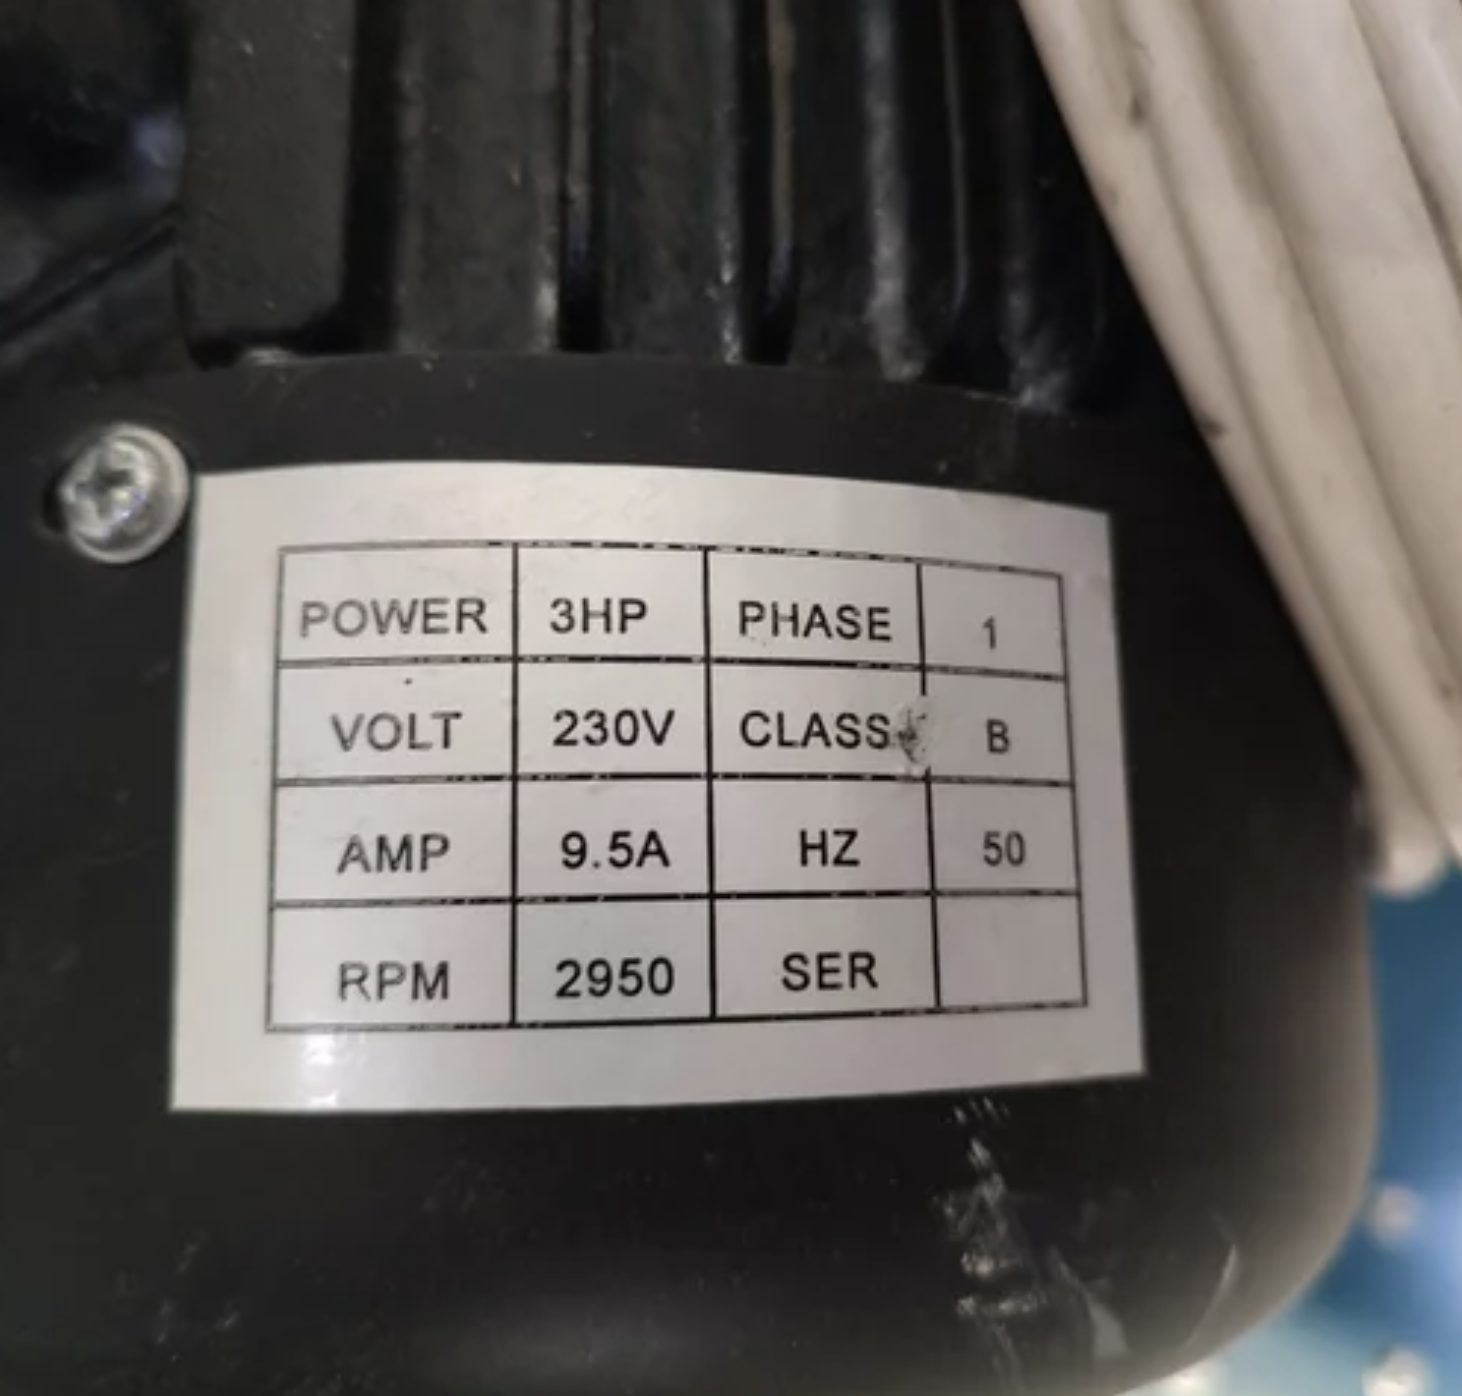 POWER 3HP PHASE 1
VOLT 230V CLASS B
AMP 9.5A HZ 50
RPM 2950 SER